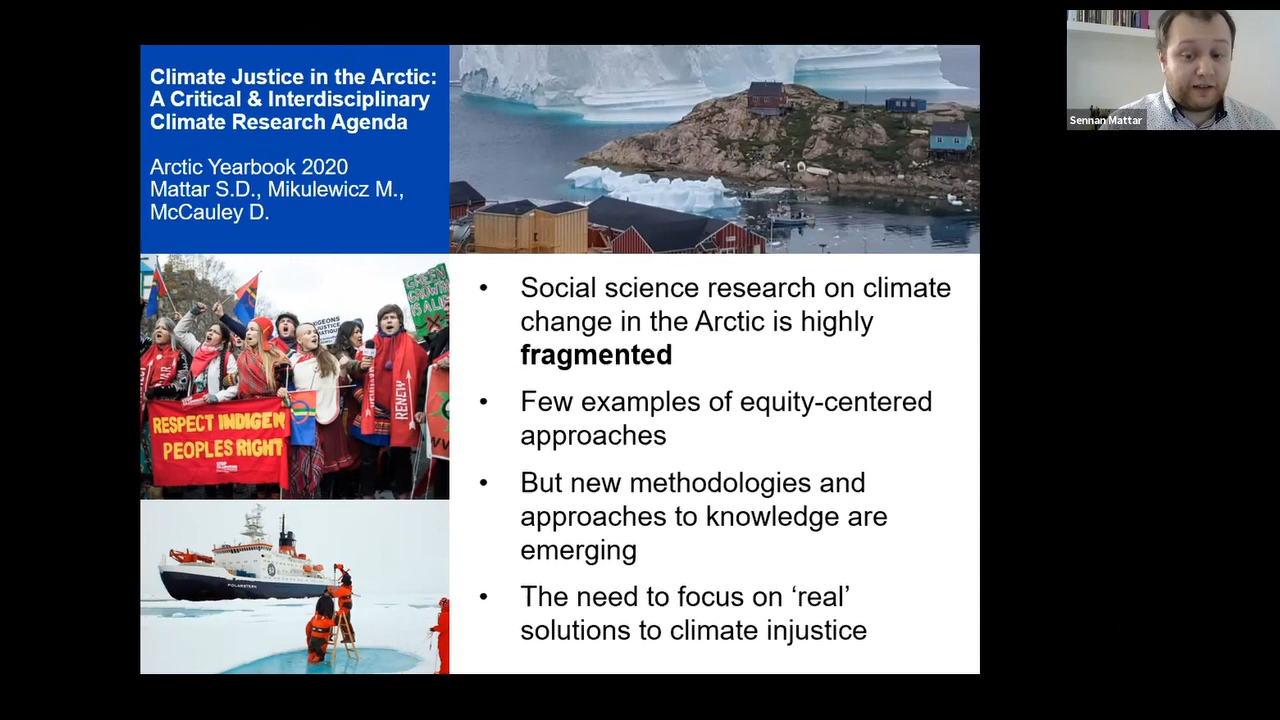 Climate Justice in the Arctic:
A Critical & Interdisciplinary
Climate Research Agenda
Arctic Yearbook 2020
Mattar S.D., Mikulewicz M.,
McCauley D.
Sennan Mattar
• Social science research on climate
change in the Arctic is highly
fragmented
• Few examples of equity-centered
approaches
• But new methodologies and
approaches to knowledge are
emerging
• The need to focus on ‘real’
solutions to climate injustice
GREEN
GROWTH
RESPECT INDIGEN
PEOPLES RIGHT
RENEW
POLARSTERN